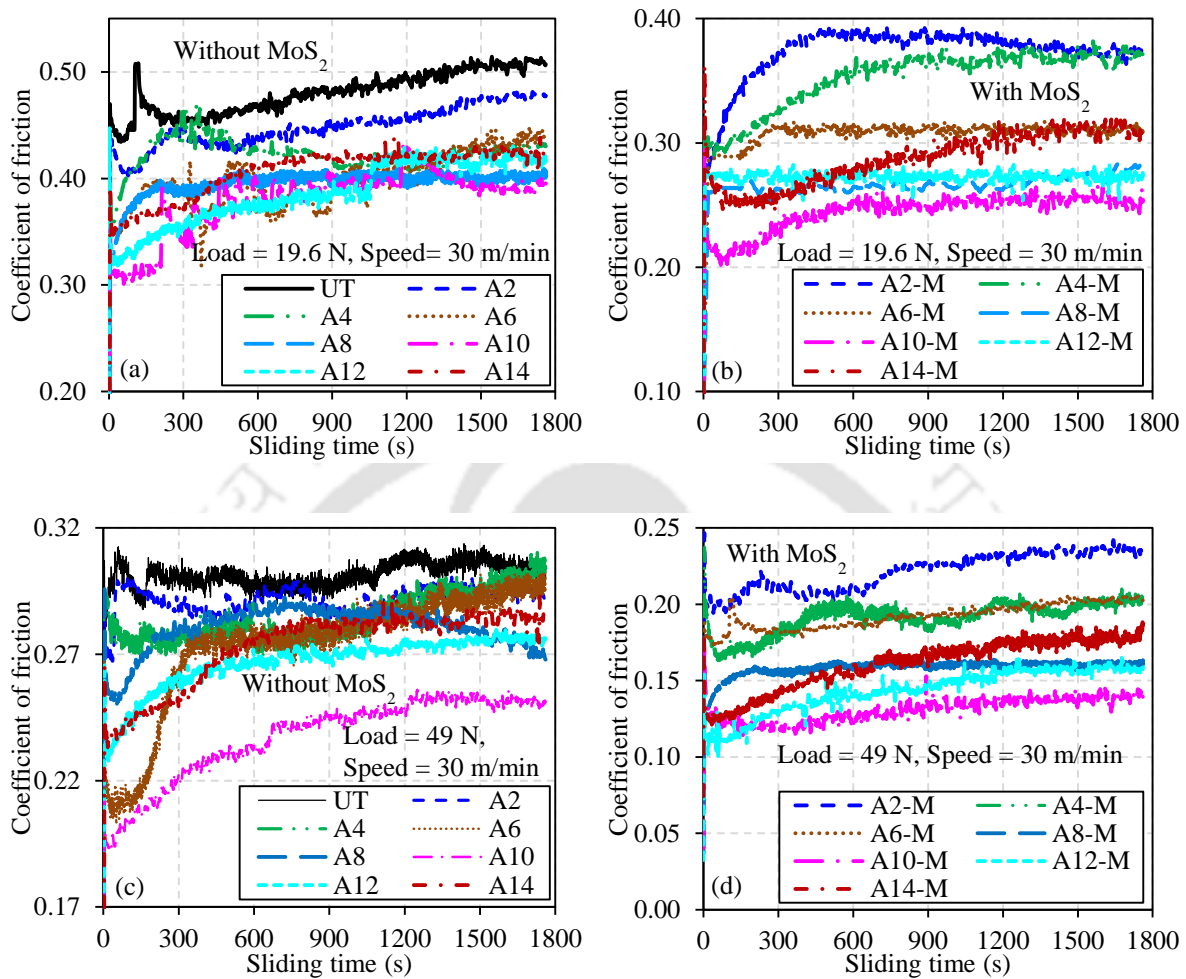 Without MoS2
0.50
0.40
0.30
0.20
Coefficient of friction
Load = 19.6 N, Speed= 30 m/min
UT
A2
A4
A6
A8
A10
A12
A14
(a)
0
300
600
900
1200
1500
1800
Sliding time (s)
0.40
0.30
0.20
0.10
Coefficient of friction
With MoS2
Load = 19.6 N, Speed = 30 m/min
A2-M
A4-M
A6-M
A8-M
A10-M
A12-M
A14-M
(b)
0
300
600
900
1200
1500
1800
Sliding time (s)
0.32
0.27
0.22
0.17
Coefficient of friction
Without MoS2
Load = 49 N,
Speed = 30 m/min
UT
A2
A4
A6
A8
A10
A12
A14
(c)
0
300
600
900
1200
1500
1800
Sliding time (s)
0.25
0.20
0.15
0.10
0.05
0.00
Coefficient of friction
With MoS2
Load = 49 N, Speed = 30 m/min
A2-M
A4-M
A6-M
A8-M
A10-M
A12-M
A14-M
(d)
0
300
600
900
1200
1500
1800
Sliding time (s)